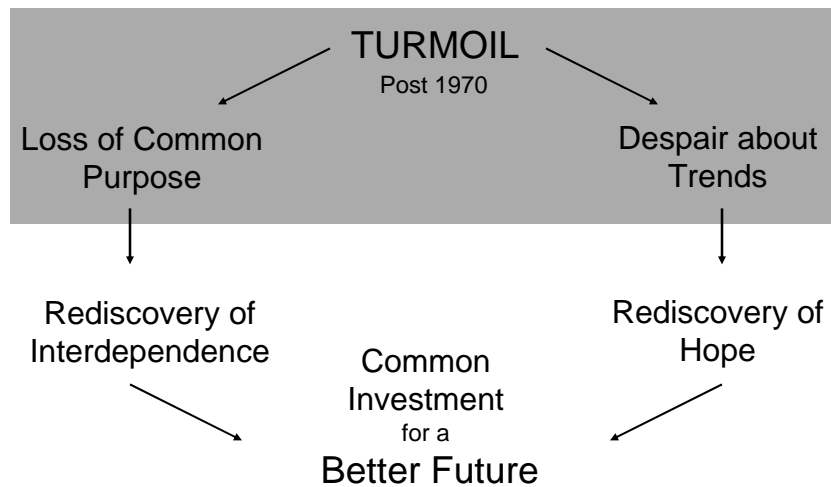 TURMOIL
Post 1970
Loss of Common
Purpose
Despair about
Trends
Rediscovery of
Interdependence
Rediscovery of
Hope
Common
Investment
for a
Better Future